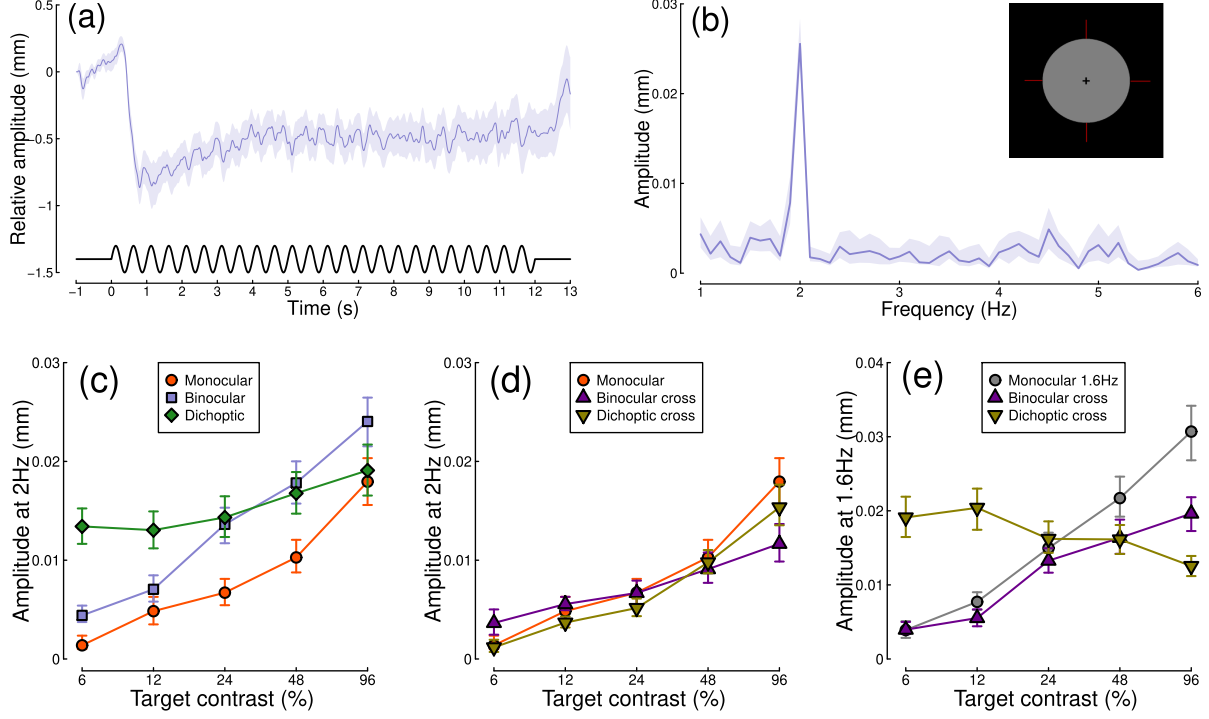 (a)
Relative amplitude (mm)
0.5
0
−0.5
−1
−1.5
−1 0 1 2 3 4 5 6 7 8 9 10 11 12 13
Time (s)
(b)
Amplitude (mm)
0.03
0.02
0.01
0
1 2 3 4 5 6
Frequency (Hz)
(c)
Monocular
Binocular
Dichoptic
Amplitude at 2Hz (mm)
0.03
0.02
0.01
0
6 12 24 48 96
Target contrast (%)
(d)
Monocular
Binocular cross
Dichoptic cross
Amplitude at 2Hz (mm)
0.03
0.02
0.01
0
6 12 24 48 96
Target contrast (%)
(e)
Monocular 1.6Hz
Binocular cross
Dichoptic cross
Amplitude at 1.6Hz (mm)
0.04
0.03
0.02
0.01
0
6 12 24 48 96
Target contrast (%)